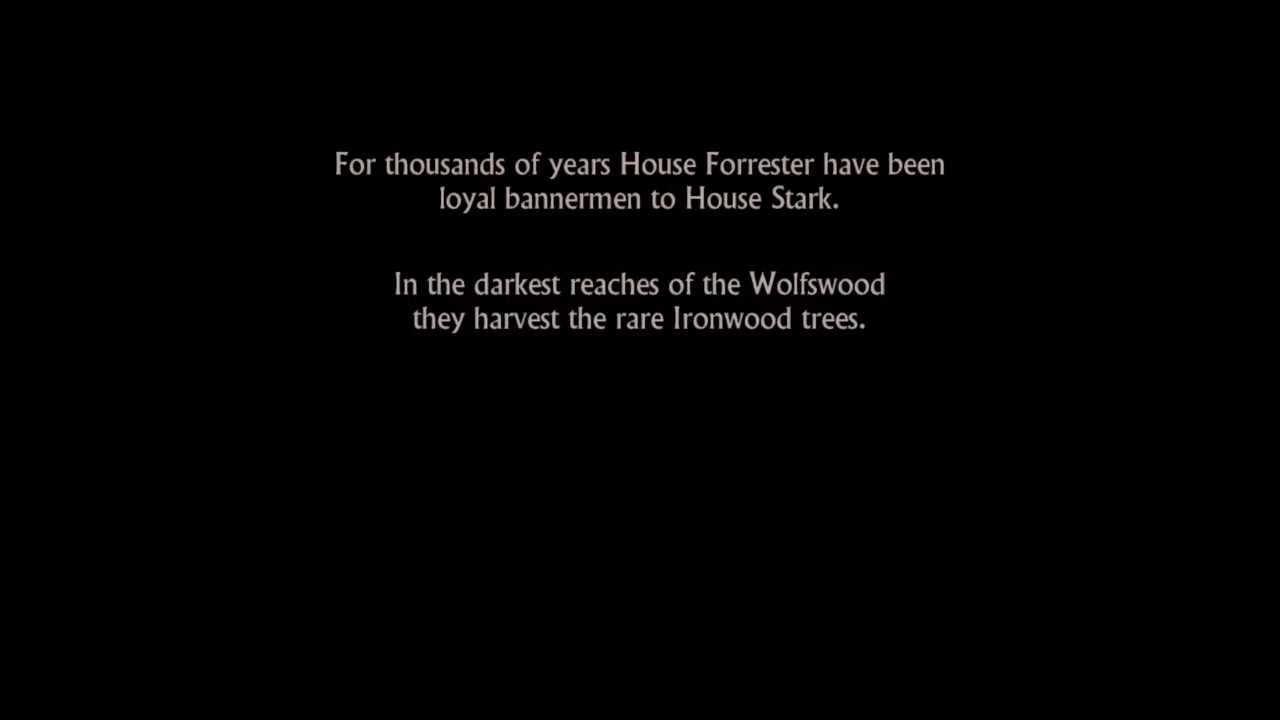 For thousands of years House Forrester have been
loyal bannermen to House Stark.
In the darkest reaches of the Wolfswood
they harvest the rare Ironwood trees.